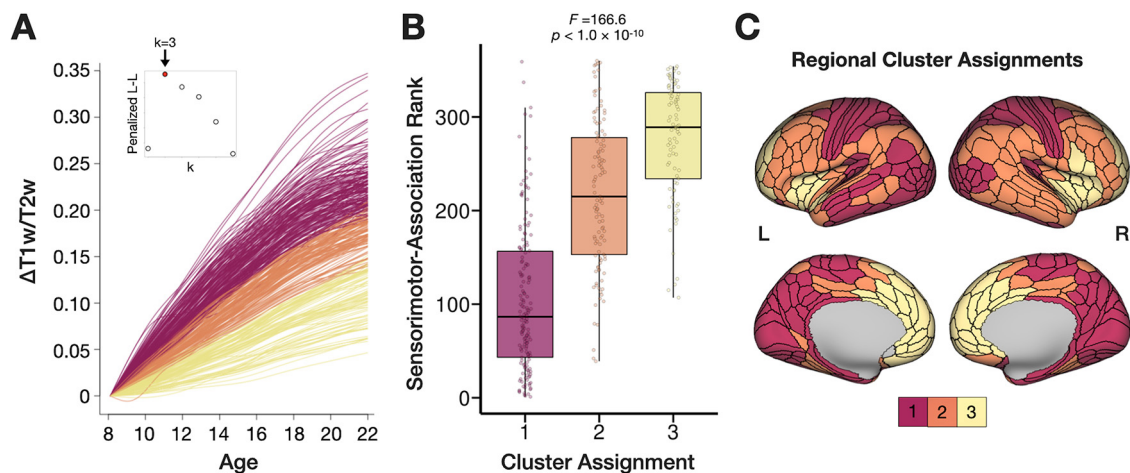 A
k=3
Penalized L-L
k
0.35
0.30
0.25
0.20
0.15
0.10
0.05
0
ΔT1w/T2w
8 10 12 14 16 18 20 22
Age
B
F =166.6
p < 1.0 × 10-10
Sensorimotor-Association Rank
300
200
100
0
1 2 3
Cluster Assignment
C
Regional Cluster Assignments
L
R
1 2 3